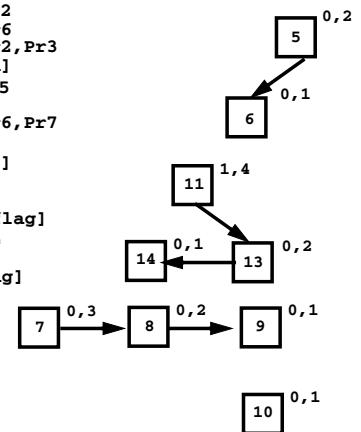 2
r6
2,Pr3
]
5
6,Pr7
]
lag]
g]
5 0,2
6 0,1
11 1,4
14 0,1
13 0,2
7 0,3
8 0,2
9 0,1
10 0,1